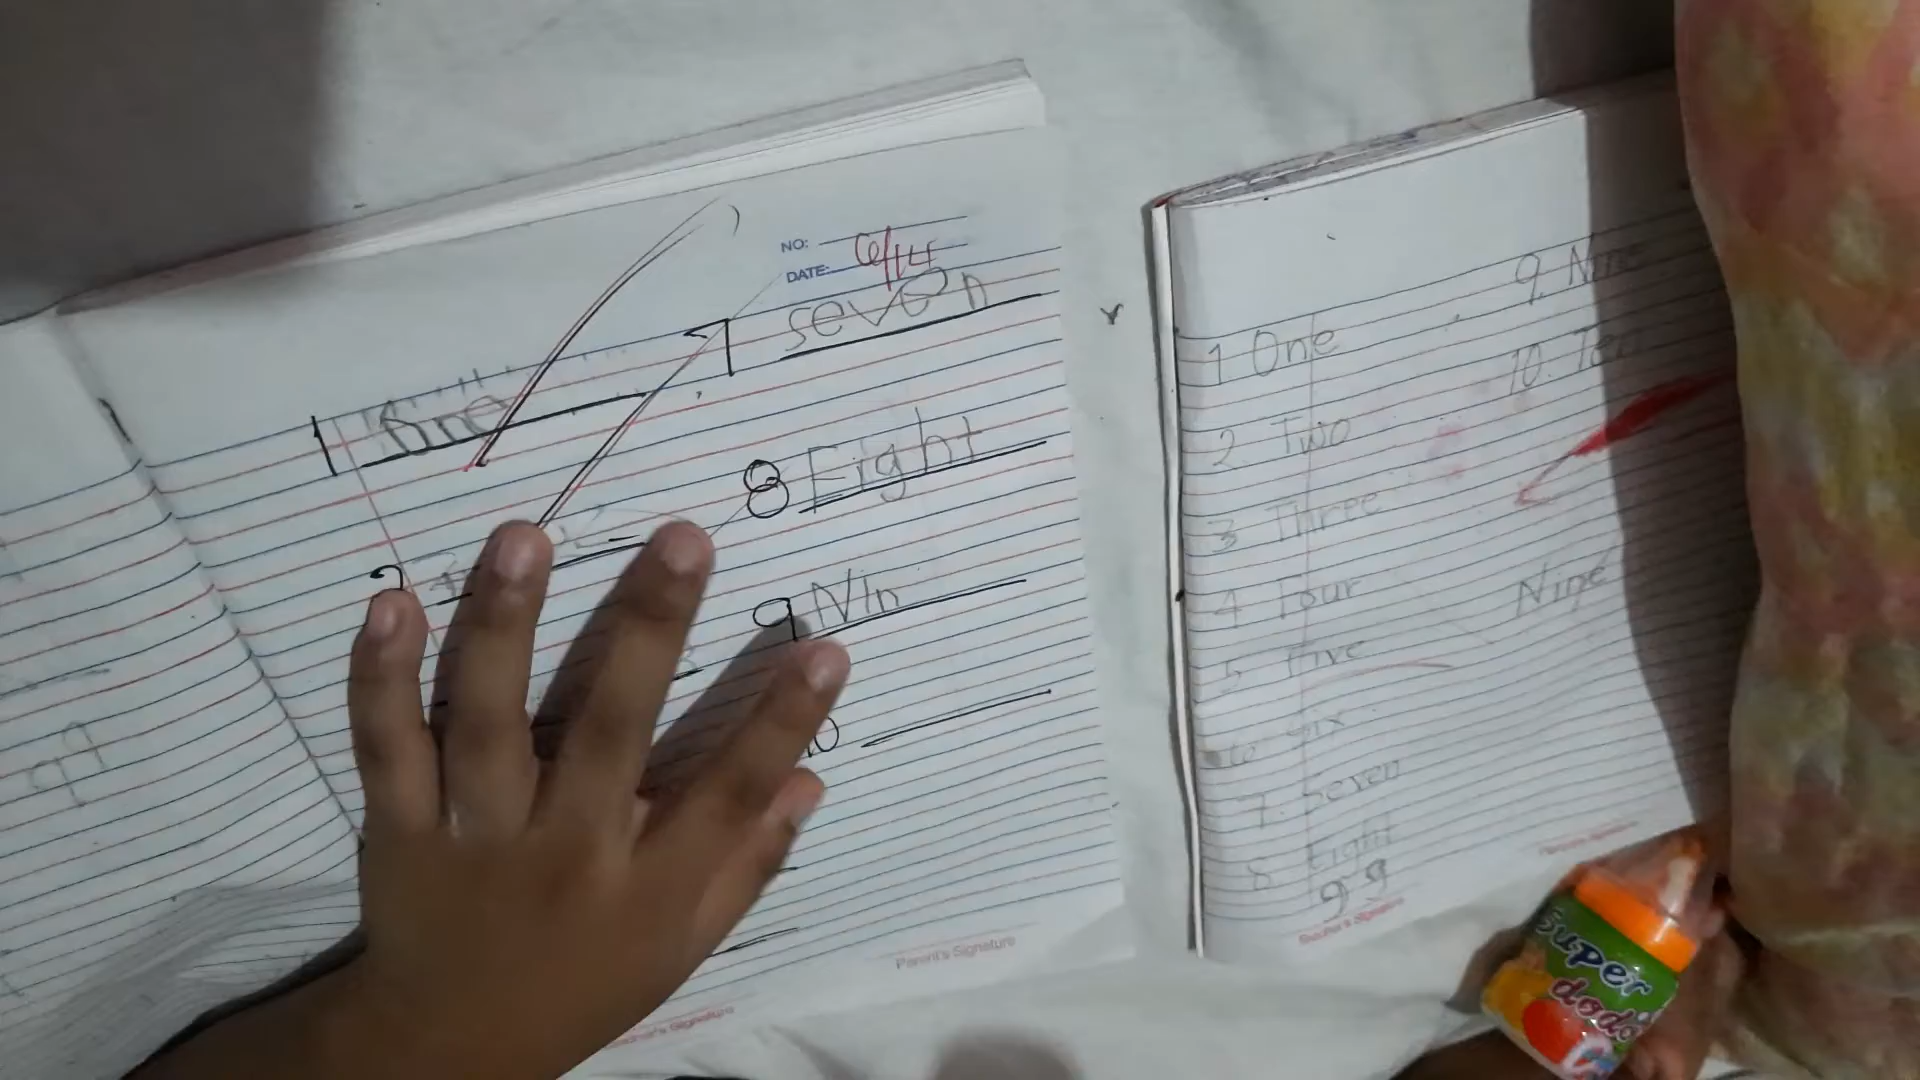 NO:
DATE: 6/14
1 One
7 seven
8 Eight
9 Nin
10
Parent's Signature
1 One
2 Two
3 Three
4 Four
5 Five
Six
7. Seven
8 Eight
9 9
Teacher's Signature
9. Nine
10. Ten
Nine
super
dodo